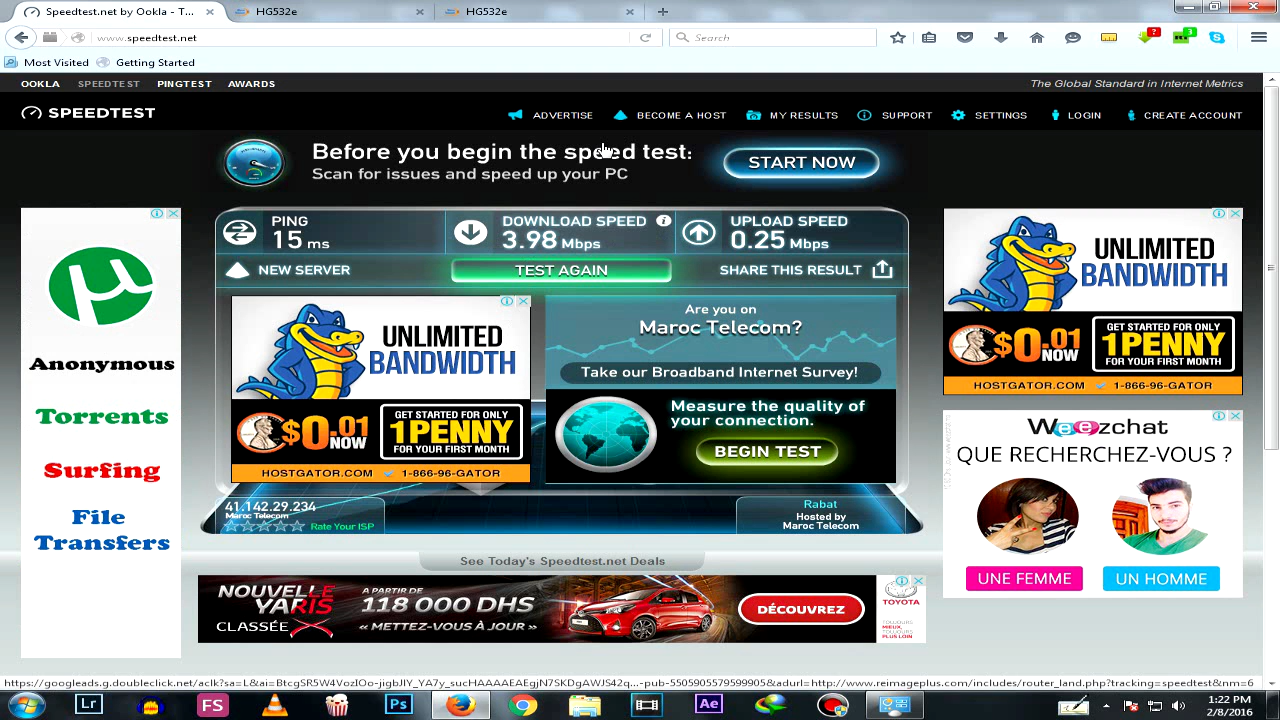 Speedtest.net by Ookla - T...
HG532e
HG532e
www.speedtest.net
Search
Most Visited
Getting Started
OOKLA SPEEDTEST PINGTEST AWARDS
The Global Standard in Internet Metrics
SPEEDTEST
ADVERTISE BECOME A HOST MY RESULTS SUPPORT SETTINGS LOGIN CREATE ACCOUNT
Before you begin the speed test:
Scan for issues and speed up your PC
START NOW
PING
15 ms
DOWNLOAD SPEED
3.98 Mbps
UPLOAD SPEED
0.25 Mbps
NEW SERVER
TEST AGAIN
SHARE THIS RESULT
µ
Anonymous
Torrents
Surfing
File
Transfers
UNLIMITED
BANDWIDTH
$0.01
NOW
GET STARTED FOR ONLY
1PENNY
FOR YOUR FIRST MONTH
HOSTGATOR.COM 1-866-96-GATOR
Are you on
Maroc Telecom?
Take our Broadband Internet Survey!
Measure the quality of
your connection.
BEGIN TEST
41.142.29.234
Maroc Telecom
Rate Your ISP
Rabat
Hosted by
Maroc Telecom
See Today's Speedtest.net Deals
NOUVELLE
YARIS
CLASSÉE X
A PARTIR DE
118 000 DHS
« METTEZ-VOUS À JOUR »
DÉCOUVREZ
TOYOTA
TOUJOURS
MIEUX,
TOUJOURS
PLUS LOIN
UNLIMITED
BANDWIDTH
$0.01
NOW
GET STARTED FOR ONLY
1PENNY
FOR YOUR FIRST MONTH
HOSTGATOR.COM 1-866-96-GATOR
Weezchat
QUE RECHERCHEZ-VOUS ?
UNE FEMME
UN HOMME
Lr
FS
Ps
Ae
1:22 PM
2/8/2016